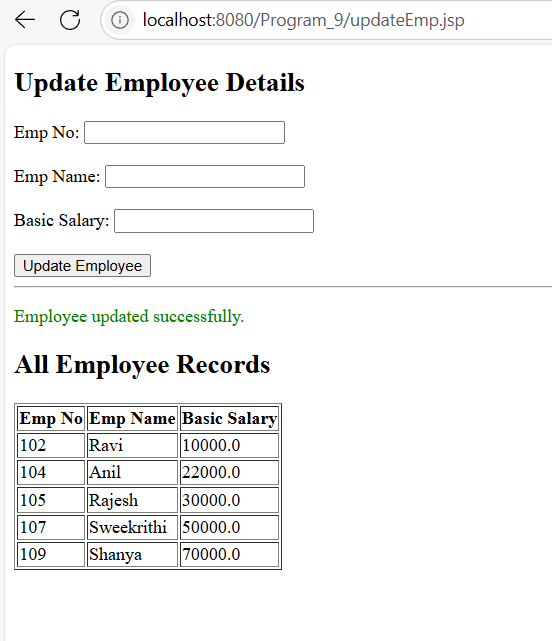 localhost:8080/Program_9/updateEmp.jsp
Update Employee Details
Emp No:
Emp Name:
Basic Salary:
Update Employee
Employee updated successfully.
All Employee Records
Emp No Emp Name Basic Salary
102 Ravi 10000.0
104 Anil 22000.0
105 Rajesh 30000.0
107 Sweekrithi 50000.0
109 Shanya 70000.0